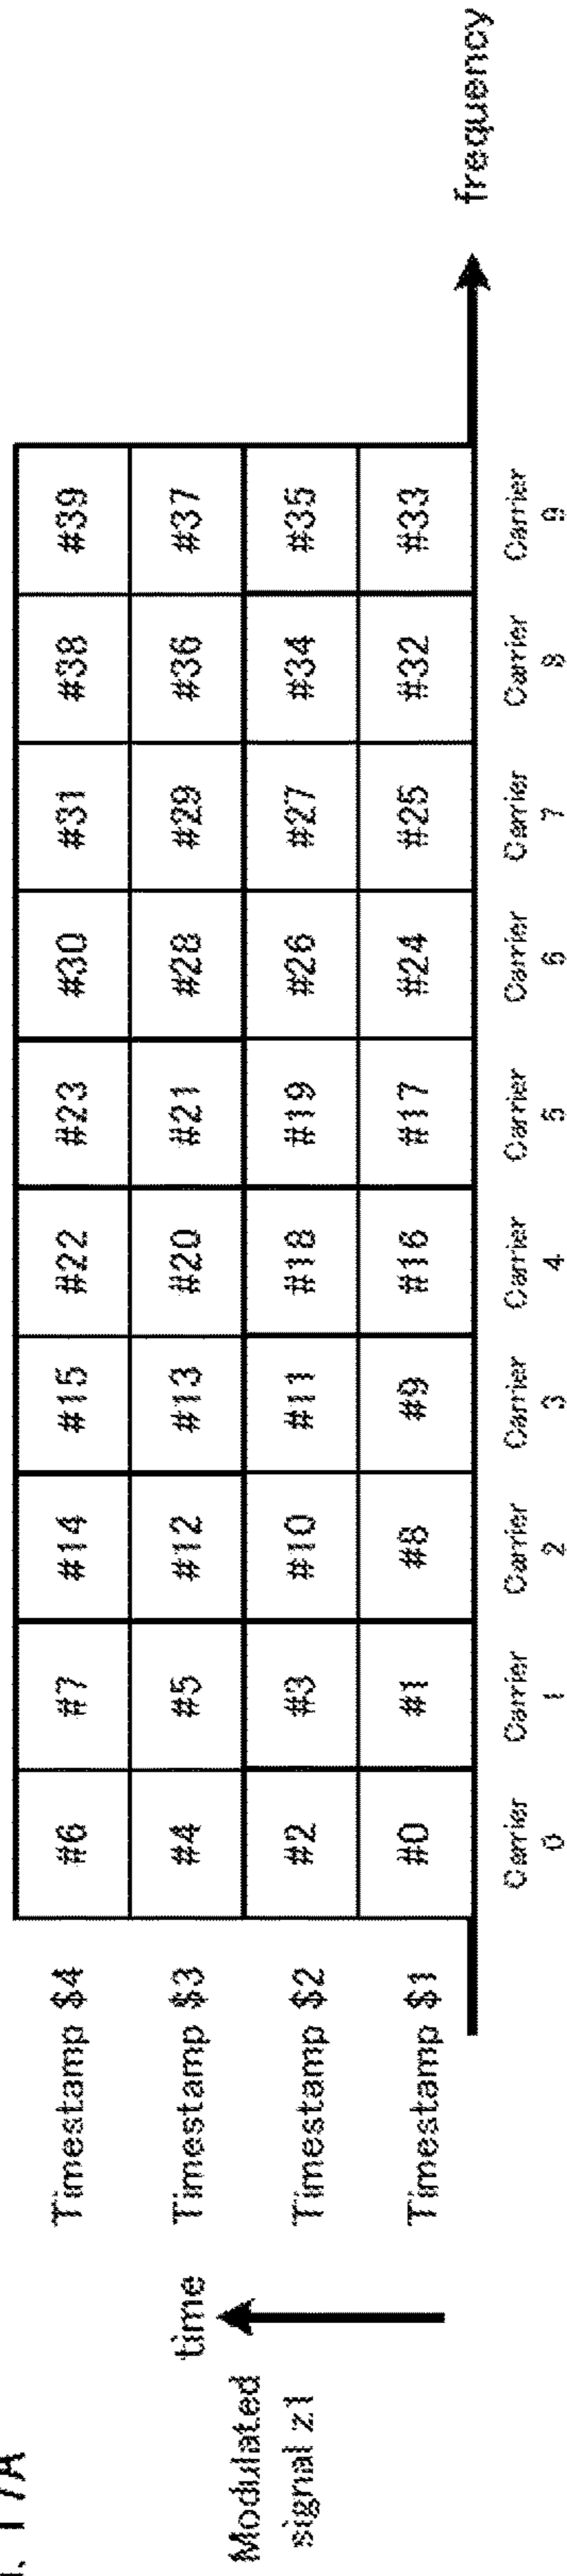 17A
Modulated
signal z1
time
Timestamp $4
#6 #7 #14 #15 #22 #23 #30 #31 #38 #39
Timestamp $3
#4 #5 #12 #13 #20 #21 #28 #29 #36 #37
Timestamp $2
#2 #3 #10 #11 #18 #19 #26 #27 #34 #35
Timestamp $1
#0 #1 #8 #9 #16 #17 #24 #25 #32 #33
Carrier Carrier Carrier Carrier Carrier Carrier Carrier Carrier Carrier Carrier
0 1 2 3 4 5 6 7 8 9
frequency